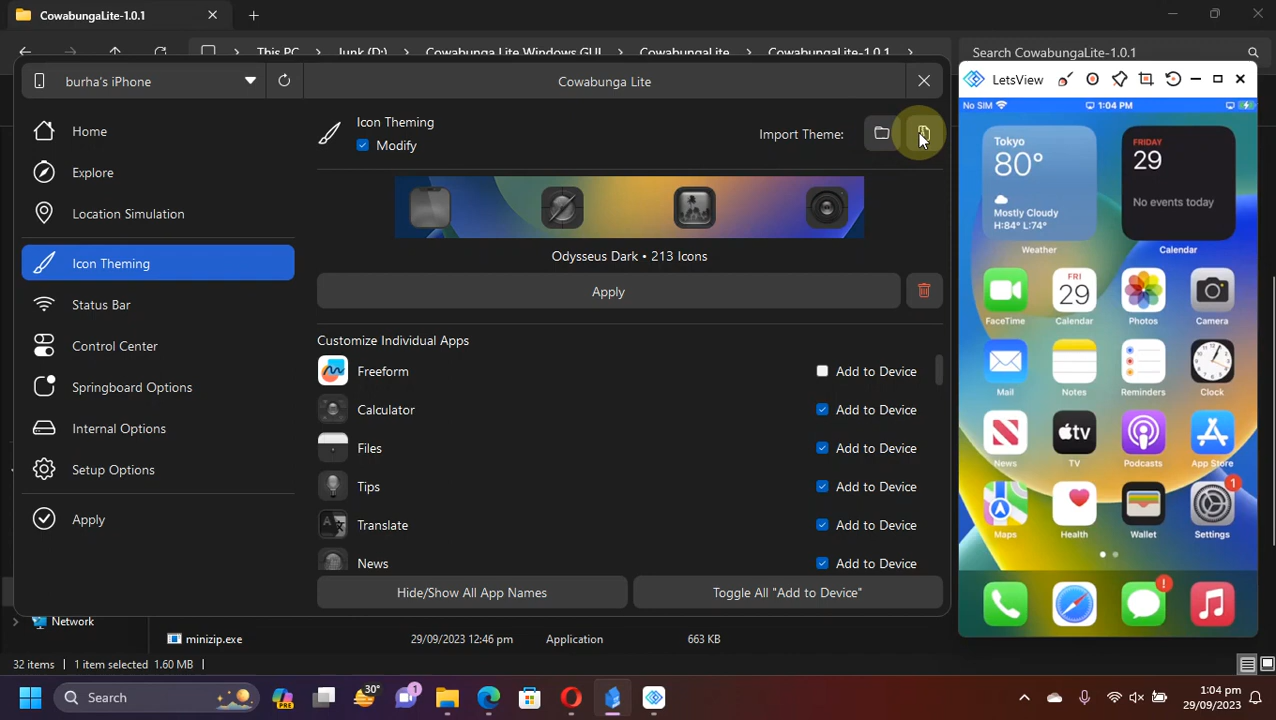 CowabungaLite-1.0.1
This PC
Junk (D:)
Cowabunga Lite Windows GUI
CowabungaLite
CowabungaLite-1.0.1
Search CowabungaLite-1.0.1
burha's iPhone
Cowabunga Lite
Home
Explore
Location Simulation
Icon Theming
Status Bar
Control Center
Springboard Options
Internal Options
Setup Options
Apply
Icon Theming
Modify
Import Theme:
Odysseus Dark • 213 Icons
Apply
Customize Individual Apps
Freeform
Add to Device
Calculator
Add to Device
Files
Add to Device
Tips
Add to Device
Translate
Add to Device
News
Add to Device
Hide/Show All App Names
Toggle All "Add to Device"
LetsView
No SIM
1:04 PM
Tokyo
80°
Mostly Cloudy
H:84° L:74°
Weather
FRIDAY
29
No events today
Calendar
FRI
29
FaceTime
Calendar
Photos
Camera
Mail
Notes
Reminders
Clock
tv
News
TV
Podcasts
App Store
1
Maps
Health
Wallet
Settings
!
Network
minizip.exe
29/09/2023 12:46 pm
Application
663 KB
32 items
1 item selected 1.60 MB
Search
PRE
30°
1
1:04 pm
29/09/2023